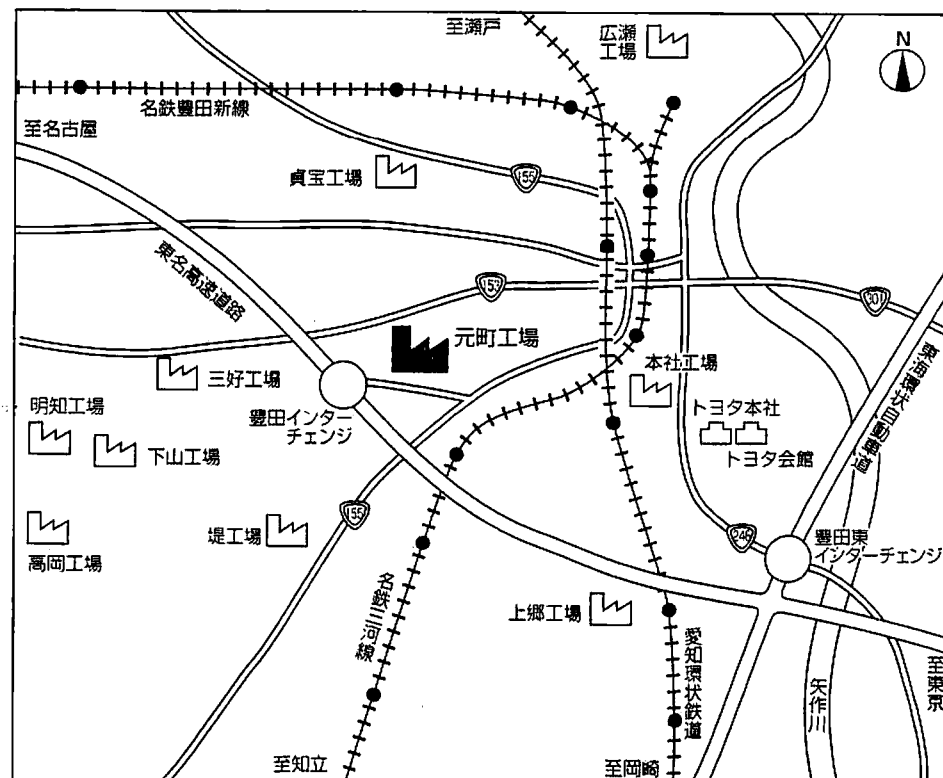 至瀬戸
広瀬
工場
N
名鉄豊田新線
至名古屋
貞宝工場
155
東名高速道路
153
301
元町工場
本社工場
三好工場
東海環状自動車道
明知工場
豊田インター
チェンジ
トヨタ本社
下山工場
トヨタ会館
155
堤工場
248
豊田東
インターチェンジ
高岡工場
上郷工場
名鉄三河線
愛知環状鉄道
至東京
矢作川
至知立
至岡崎